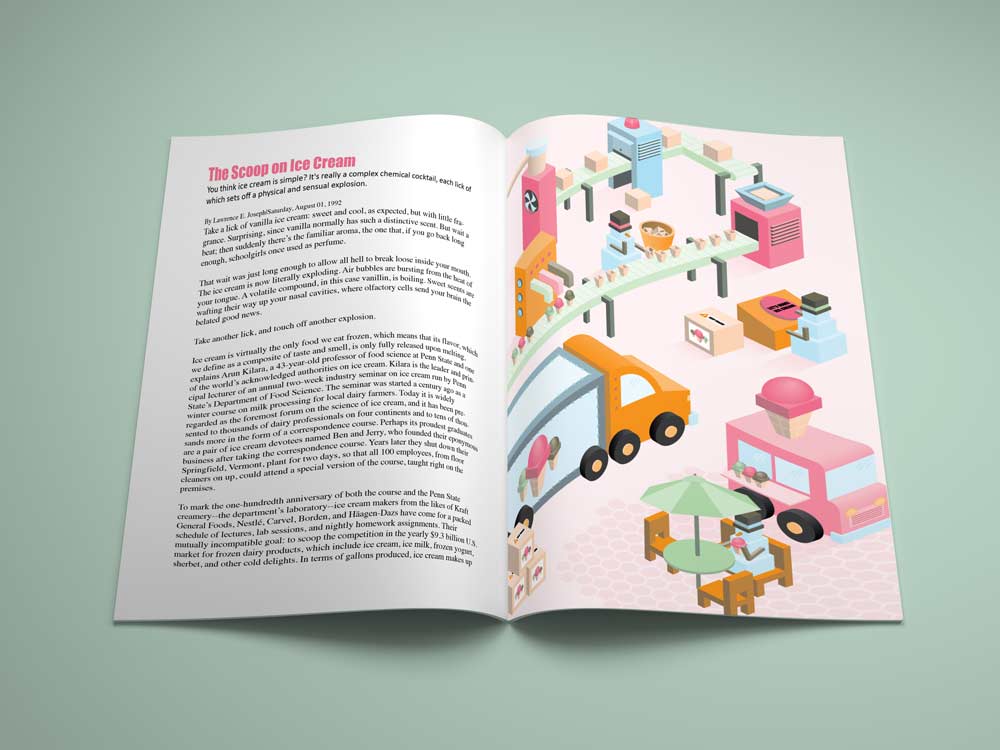 The Scoop on Ice Cream
You think ice cream is simple? It's really a complex chemical cocktail, each lick of
which sets off a physical and sensual explosion.
By Lawrence E. Joseph|Saturday, August 01, 1992
Take a lick of vanilla ice cream: sweet and cool, as expected, but with little fra-
grance. Surprising, since vanilla normally has such a distinctive scent. But wait a
beat; then suddenly there's the familiar aroma, the one that, if you go back long
enough, schoolgirls once used as perfume.
That wait was just long enough to allow all hell to break loose inside your mouth.
The ice cream is now literally exploding. Air bubbles are bursting from the heat of
your tongue. A volatile compound, in this case vanillin, is boiling. Sweet scents are
wafting their way up your nasal cavities, where olfactory cells send your brain the
belated good news.
Take another lick, and touch off another explosion.
Ice cream is virtually the only food we eat frozen, which means that its flavor, which
we define as a composite of taste and smell, is only fully released upon melting,
explains Arun Kilara, a 43-year-old professor of food science at Penn State and one
of the world's acknowledged authorities on ice cream. Kilara is the leader and prin-
cipal lecturer of an annual two-week industry seminar on ice cream run by Penn
State's Department of Food Science. The seminar was started a century ago as a
winter course on milk processing for local dairy farmers. Today it is widely
regarded as the foremost forum on the science of ice cream, and it has been pre-
sented to thousands of dairy professionals on four continents and to tens of thou-
sands more in the form of a correspondence course. Perhaps its proudest graduates
are a pair of ice cream devotees named Ben and Jerry, who founded their eponymous
business after taking the correspondence course. Years later they shut down their
Springfield, Vermont, plant for two days, so that all 100 employees, from floor
cleaners on up, could attend a special version of the course, taught right on the
premises.
To mark the one-hundredth anniversary of both the course and the Penn State
creamery--the department's laboratory--ice cream makers from the likes of Kraft
General Foods, Nestlé, Carvel, Borden, and Häagen-Dazs have come for a packed
schedule of lectures, lab sessions, and nightly homework assignments. Their
mutually incompatible goal; to scoop the competition in the yearly $9.3 billion U.S.
market for frozen dairy products, which include ice cream, ice milk, frozen yogurt,
sherbet, and other cold delights. In terms of gallons produced, ice cream makes up